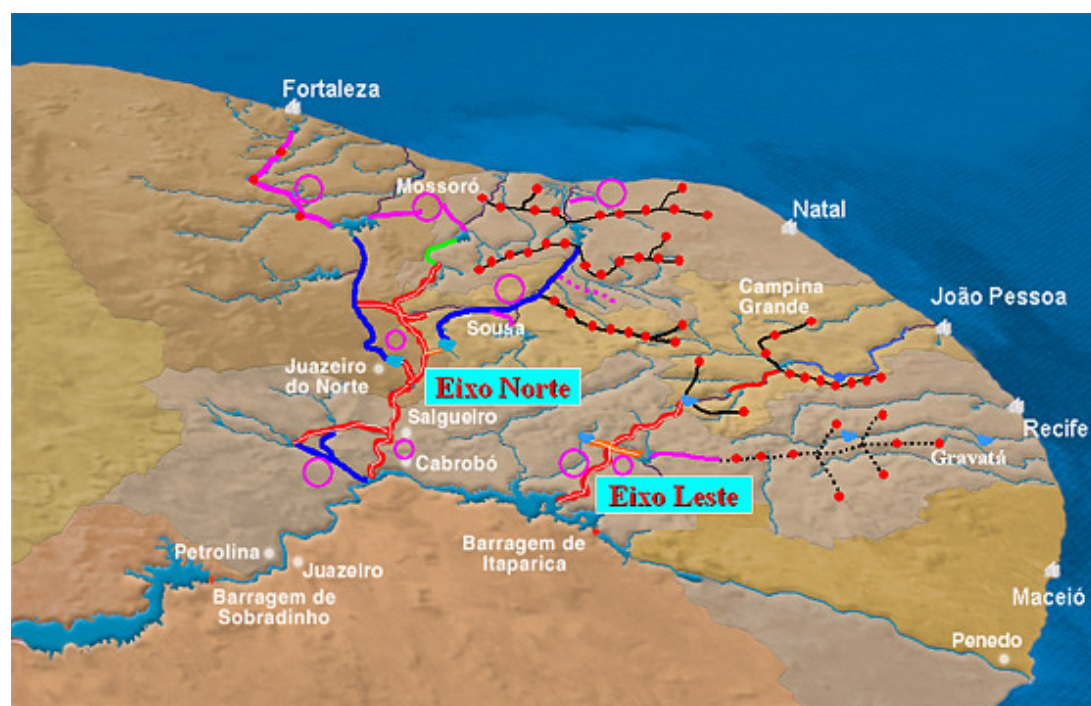 Fortaleza
Mossoró
Natal
Campina
Grande
João Pessoa
Sousa
Juazeiro
do Norte
Eixo Norte
Salgueiro
Recife
Cabrobó
Gravatá
Eixo Leste
Petrolina
Barragem de
Itaparica
Juazeiro
Barragem de
Sobradinho
Maceió
Penedo